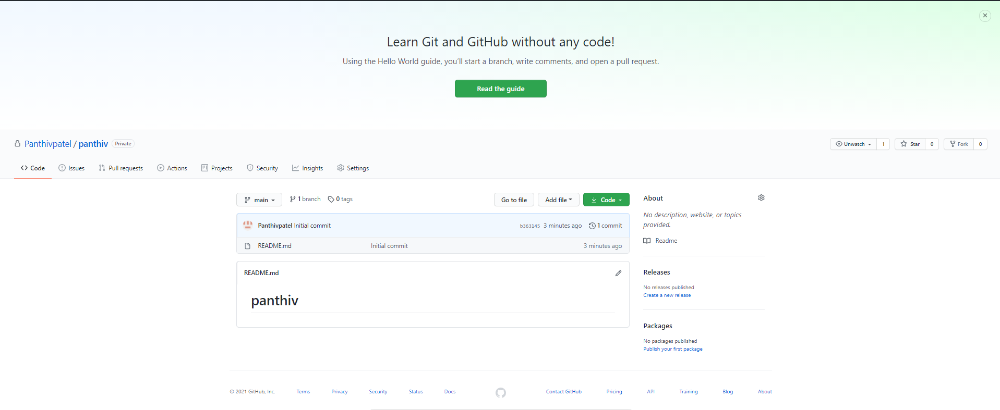 Learn Git and GitHub without any code!
Using the Hello World guide, you’ll start a branch, write comments, and open a pull request.
Read the guide
Panthivpatel / panthiv Private
Unwatch 1 Star 0 Fork 0
Code Issues Pull requests Actions Projects Security Insights Settings
main 1 branch 0 tags Go to file Add file Code
Panthivpatel Initial commit b363145 3 minutes ago 1 commit
README.md Initial commit 3 minutes ago
README.md
panthiv
About
No description, website, or topics
provided.
Readme
Releases
No releases published
Create a new release
Packages
No packages published
Publish your first package
© 2021 GitHub, Inc. Terms Privacy Security Status Docs Contact GitHub Pricing API Training Blog About